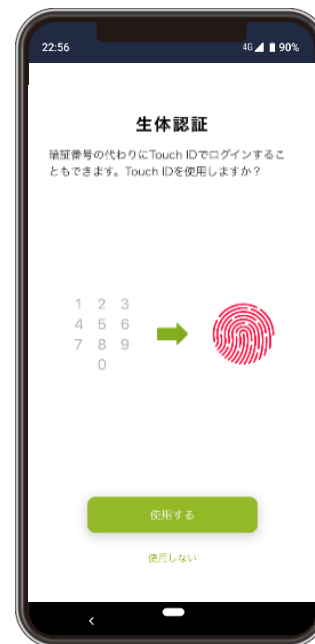 22:56 4G 90%
生体認証
暗証番号の代わりにTouch IDでログインするこ
ともできます。Touch IDを使用しますか？
1 2 3
4 5 6
7 8 9
0
使用する
使用しない